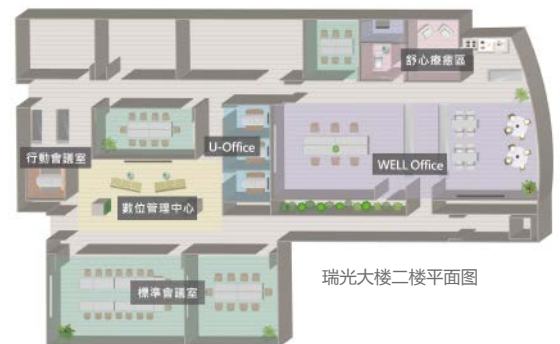 舒心療癒區
U-Office
行動會議室
WELL Office
數位管理中心
瑞光大楼二楼平面图
標準會議室